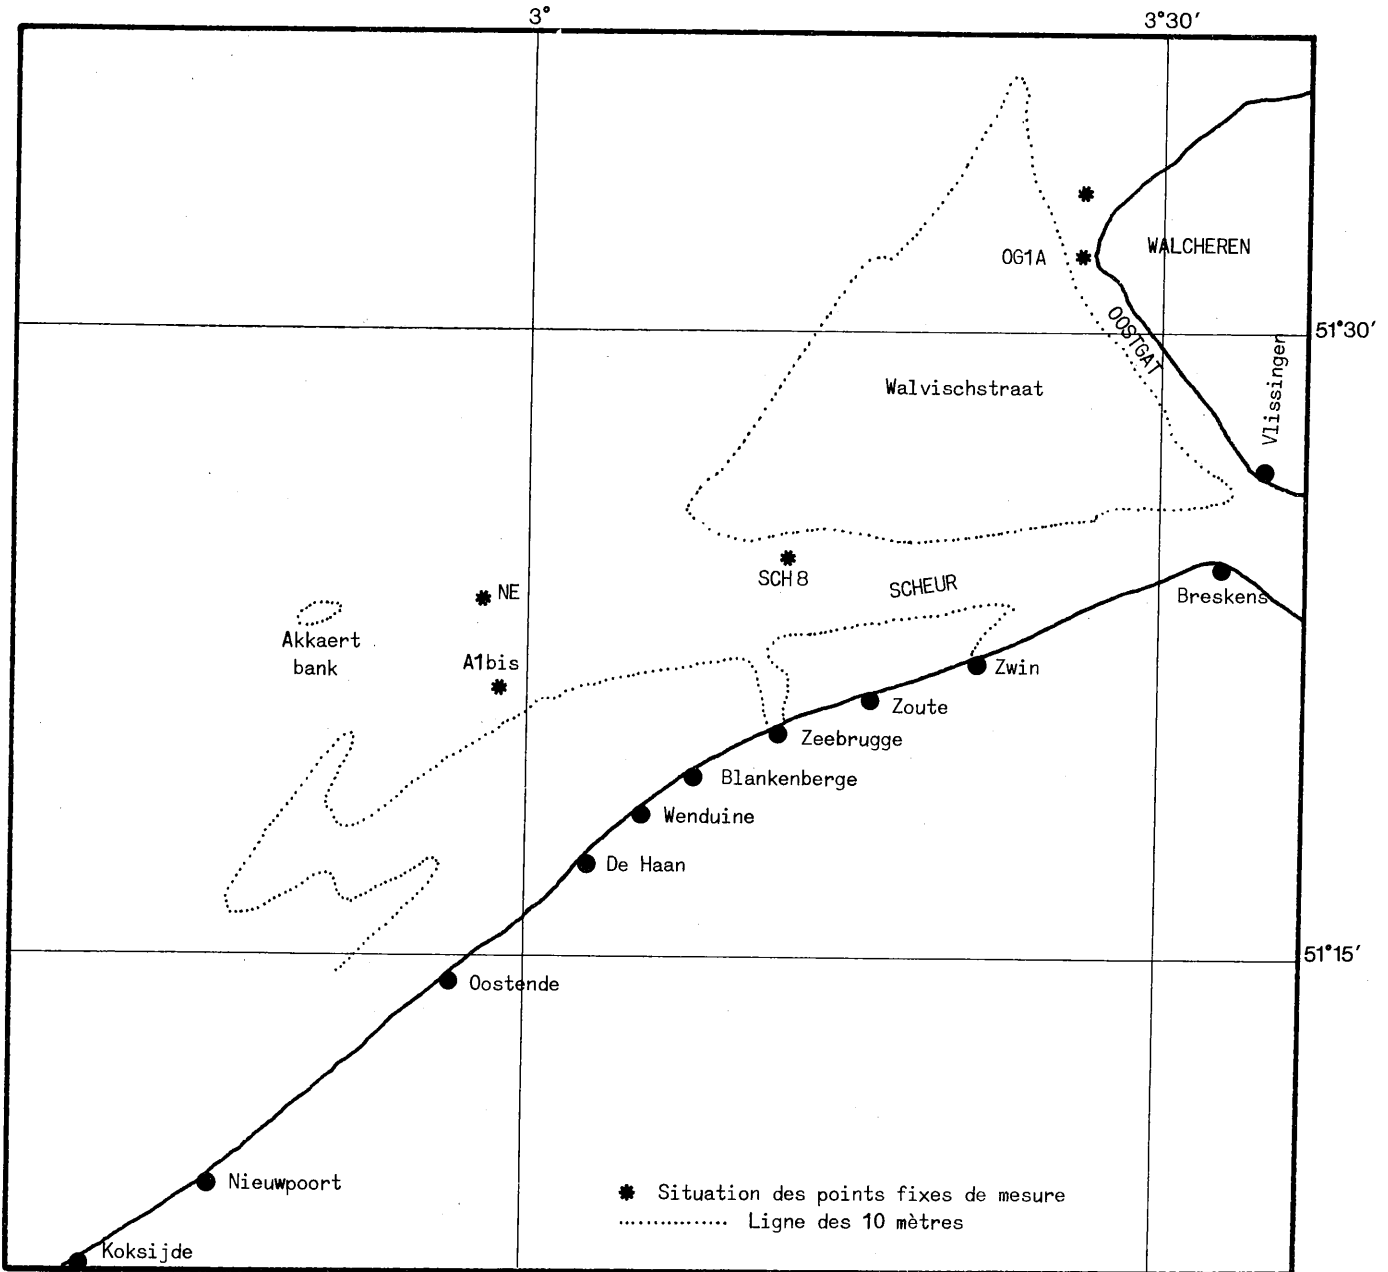 3°
3°30′
WALCHEREN
OG1A
OOSTGAT
51°30′
Vlissingen
Walvischstraat
SCH 8
SCHEUR
NE
Breskens
Akkaert
bank
A1bis
Zwin
Zoute
Zeebrugge
Blankenberge
Wenduine
De Haan
51°15′
Oostende
Nieuwpoort
Situation des points fixes de mesure
Ligne des 10 mètres
Koksijde